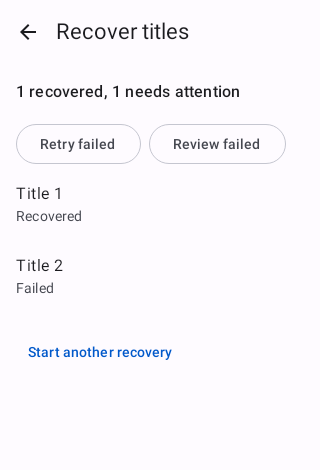 Recover titles
1 recovered, 1 needs attention
Retry failed
Review failed
Title 1
Recovered
Title 2
Failed
Start another recovery